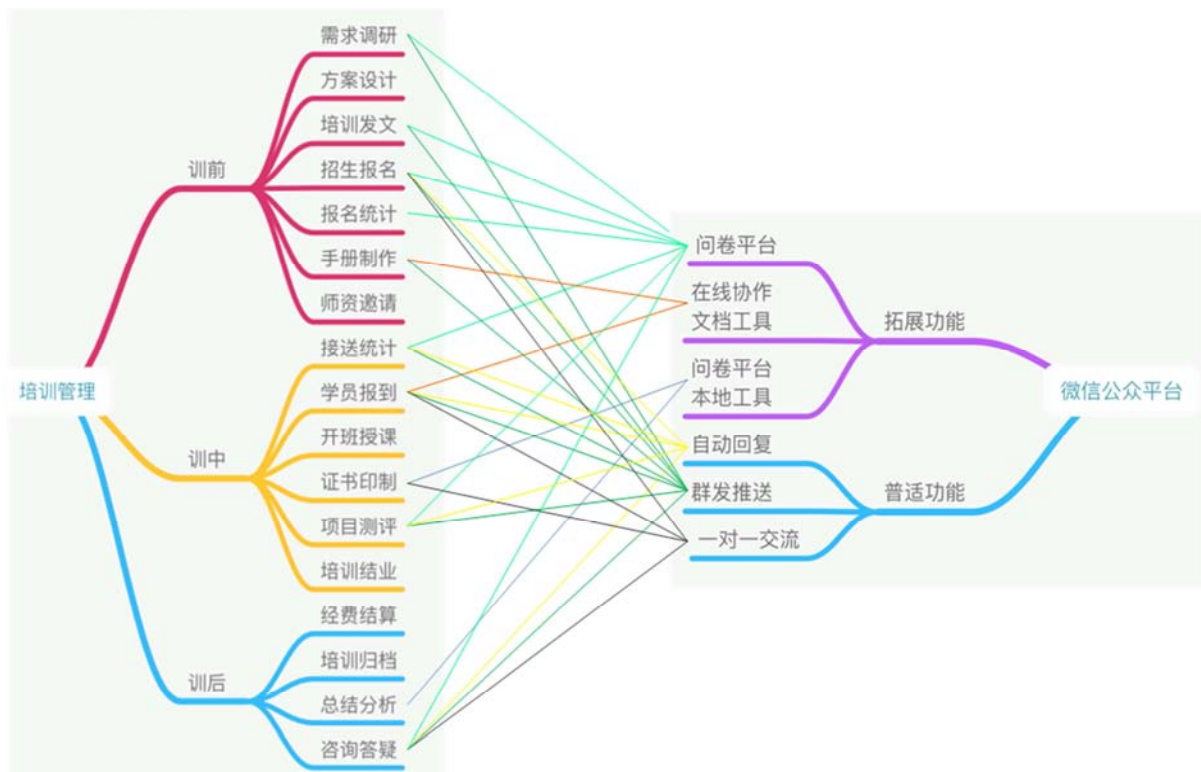 培训管理
训前
需求调研
方案设计
培训发文
招生报名
报名统计
手册制作
师资邀请
训中
接送统计
学员报到
开班授课
证书印制
项目测评
培训结业
训后
经费结算
培训归档
总结分析
咨询答疑
问卷平台
在线协作
文档工具
问卷平台
本地工具
自动回复
群发推送
一对一交流
拓展功能
普适功能
微信公众平台